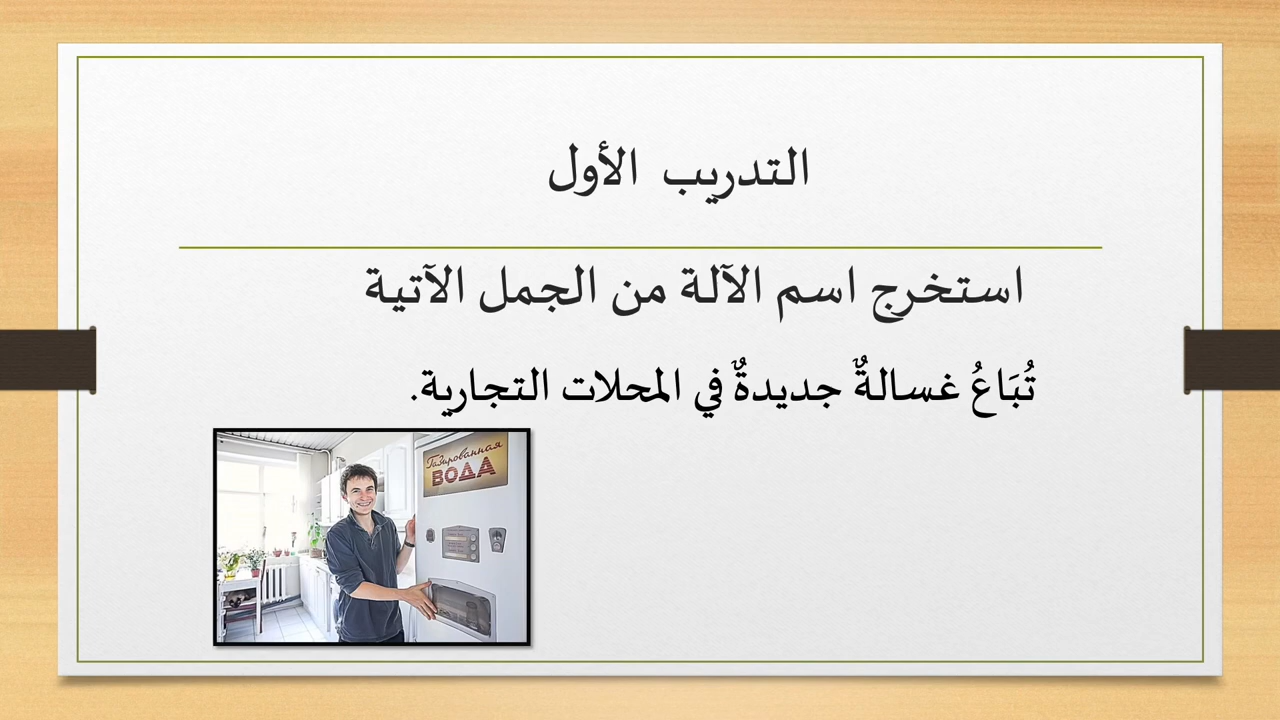 التدريب الأول
استخرج اسم الآلة من الجمل الآتية
تُبَاعُ غسالةٌ جديدةٌ في المحلات التجارية.
Газированная
ВОДА